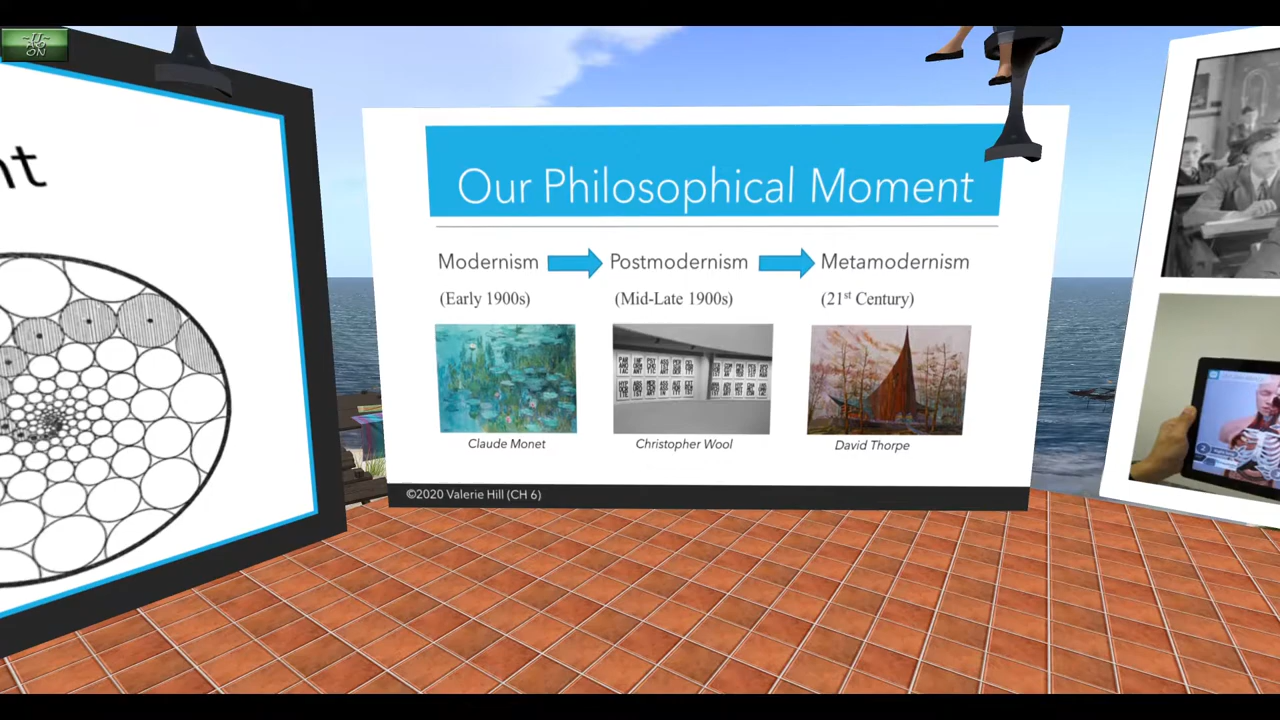 ON
nt
Our Philosophical Moment
Modernism Postmodernism Metamodernism
(Early 1900s) (Mid-Late 1900s) (21st Century)
Claude Monet Christopher Wool David Thorpe
©2020 Valerie Hill (CH 6)